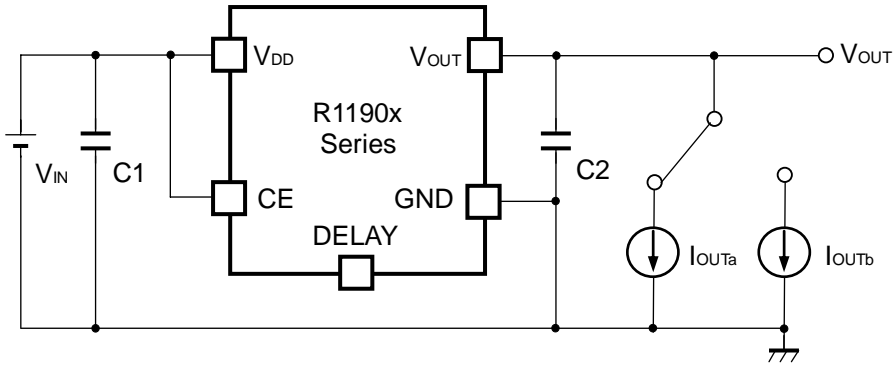 VDD
VOUT
VOUT
R1190x
Series
VIN
C1
C2
CE
GND
DELAY
IOUTa
IOUTb